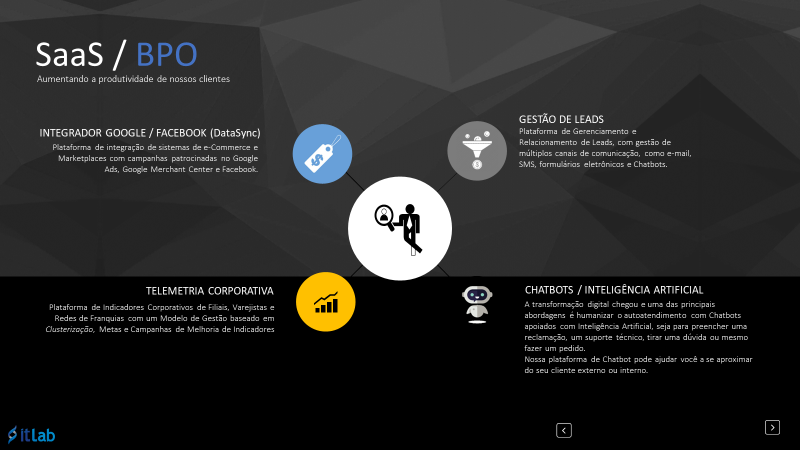 SaaS / BPO
Aumentando a produtividade de nossos clientes
INTEGRADOR GOOGLE / FACEBOOK (DataSync)
Plataforma de integração de sistemas de e-Commerce e
Marketplaces com campanhas patrocinadas no Google
Ads, Google Merchant Center e Facebook.
GESTÃO DE LEADS
Plataforma de Gerenciamento e
Relacionamento de Leads, com gestão de
múltiplos canais de comunicação, como e-mail,
SMS, formulários eletrônicos e Chatbots.
TELEMETRIA CORPORATIVA
Plataforma de Indicadores Corporativos de Filiais, Varejistas e
Redes de Franquias com um Modelo de Gestão baseado em
Clusterização, Metas e Campanhas de Melhoria de Indicadores
CHATBOTS / INTELIGÊNCIA ARTIFICIAL
A transformação digital chegou e uma das principais
abordagens é humanizar o autoatendimento com Chatbots
apoiados com Inteligência Artificial, seja para preencher uma
reclamação, um suporte técnico, tirar uma dúvida ou mesmo
fazer um pedido.
Nossa plataforma de Chatbot pode ajudar você a se aproximar
do seu cliente externo ou interno.
itlab